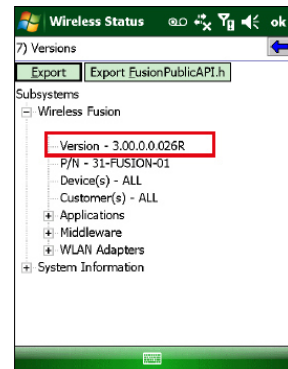 Wireless Status ok
7) Versions
Export Export FusionPublicAPI.h
Subsystems
Wireless Fusion
Version - 3.00.0.0.026R
P/N - 31-FUSION-01
Device(s) - ALL
Customer(s) - ALL
Applications
Middleware
WLAN Adapters
System Information